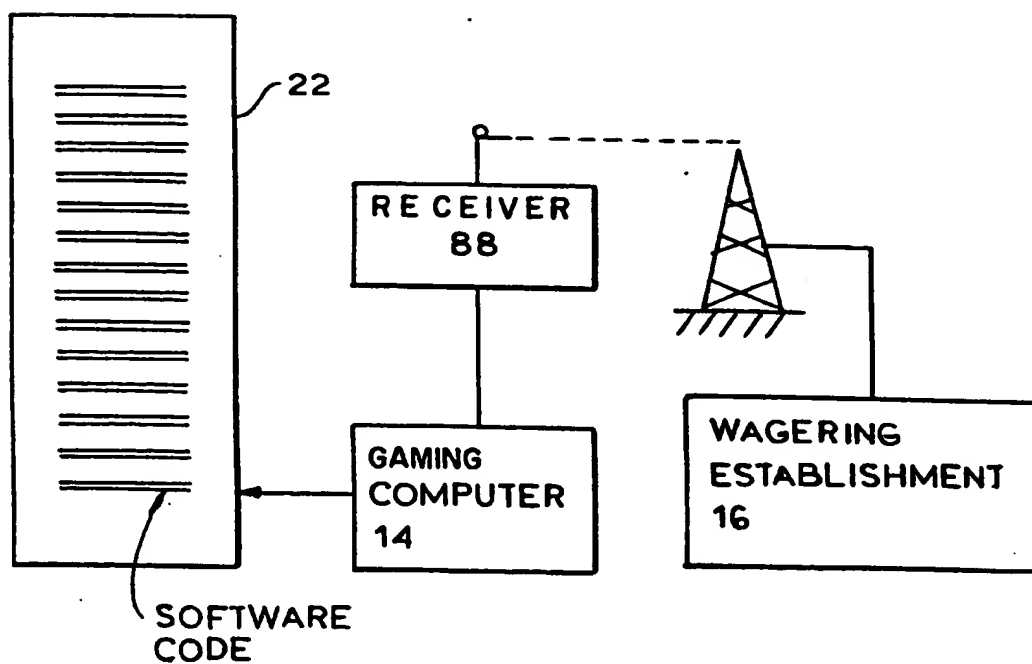 22
RECEIVER
88
GAMING
COMPUTER
14
WAGERING
ESTABLISHMENT
16
SOFTWARE
CODE